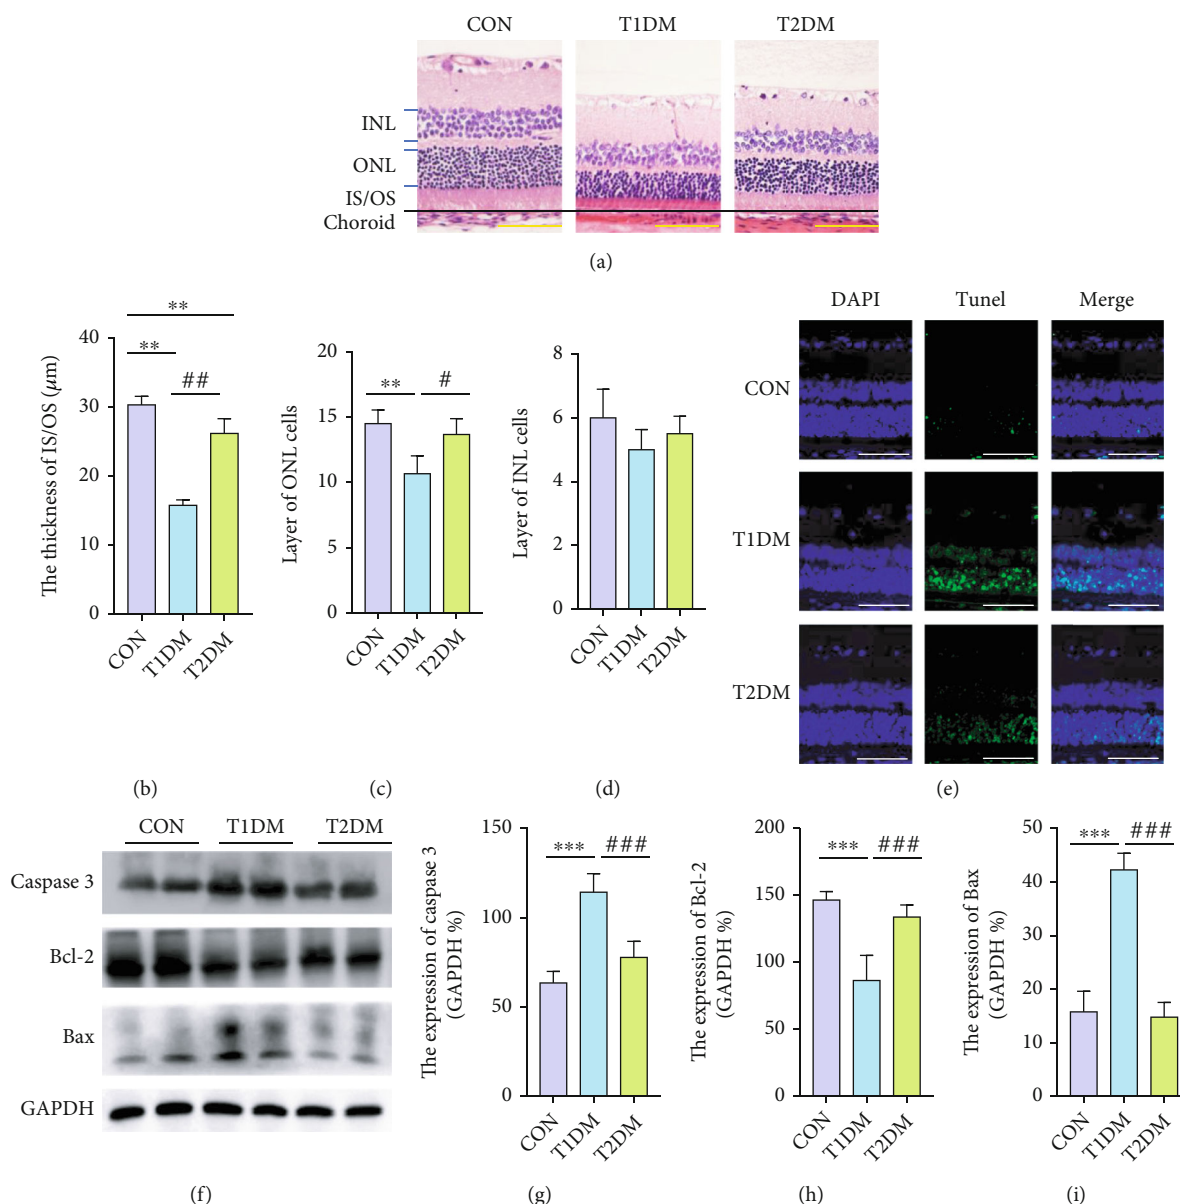 CON T1DM T2DM
INL
ONL
IS/OS
Choroid
(a)
**
**
##
The thickness of IS/OS (μm)
40
30
20
10
0
CON T1DM T2DM
(b)
**
#
Layer of ONL cells
20
15
10
5
0
CON T1DM T2DM
(c)
Layer of INL cells
8
6
4
2
0
CON T1DM T2DM
(d)
DAPI Tunel Merge
CON
T1DM
T2DM
(e)
CON T1DM T2DM
Caspase 3
Bcl-2
Bax
GAPDH
(f)
The expression of caspase 3
(GAPDH %)
150
100
50
0
*** ###
CON T1DM T2DM
(g)
The expression of Bcl-2
(GAPDH %)
200
150
100
50
0
*** ###
CON T1DM T2DM
(h)
The expression of Bax
(GAPDH %)
50
40
30
20
10
0
*** ###
CON T1DM T2DM
(i)